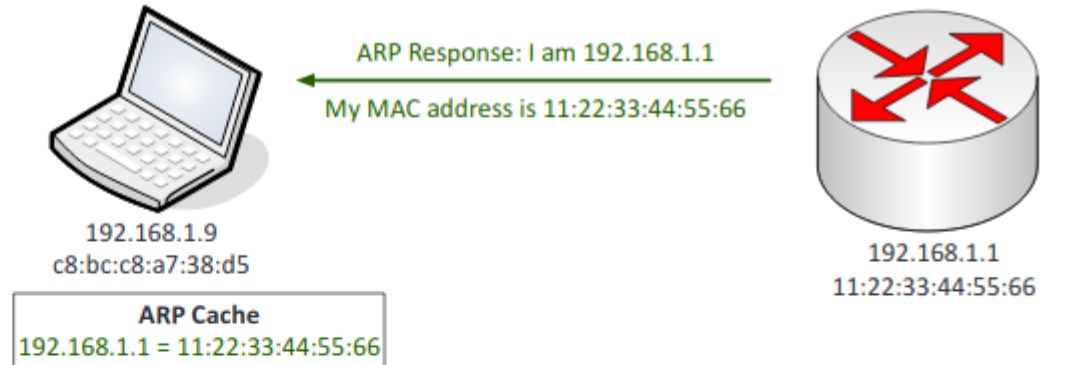 ARP Response: I am 192.168.1.1
My MAC address is 11:22:33:44:55:66
192.168.1.9
c8:bc:c8:a7:38:d5
192.168.1.1
11:22:33:44:55:66
ARP Cache
192.168.1.1 = 11:22:33:44:55:66